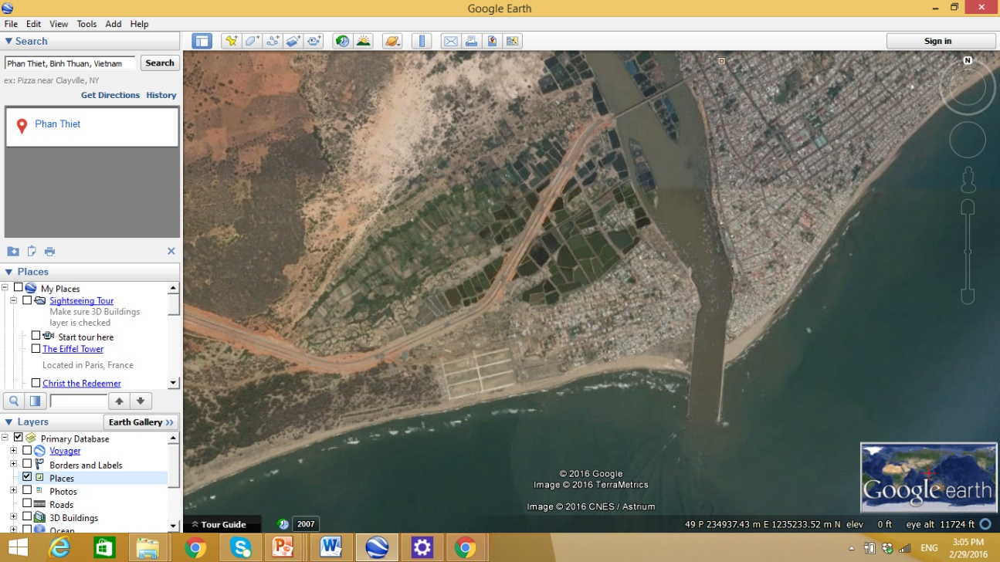 Google Earth
File Edit View Tools Add Help
Search
Phan Thiet, Binh Thuan, Vietnam Search
ex: Pizza near Clayville, NY
Get Directions History
Phan Thiet
Places
My Places
Sightseeing Tour
Make sure 3D Buildings
layer is checked
Start tour here
The Eiffel Tower
Located in Paris, France
Christ the Redeemer
Layers Earth Gallery >>
Primary Database
Voyager
Borders and Labels
Places
Photos
Roads
3D Buildings
Ocean
Sign in
N
© 2016 Google
Image © 2016 TerraMetrics
Image © 2016 CNES / Astrium
Google earth
Tour Guide 2007
49 P 234937.43 m E 1235233.52 m N elev 0 ft eye alt 11724 ft
ENG
3:05 PM
2/29/2016